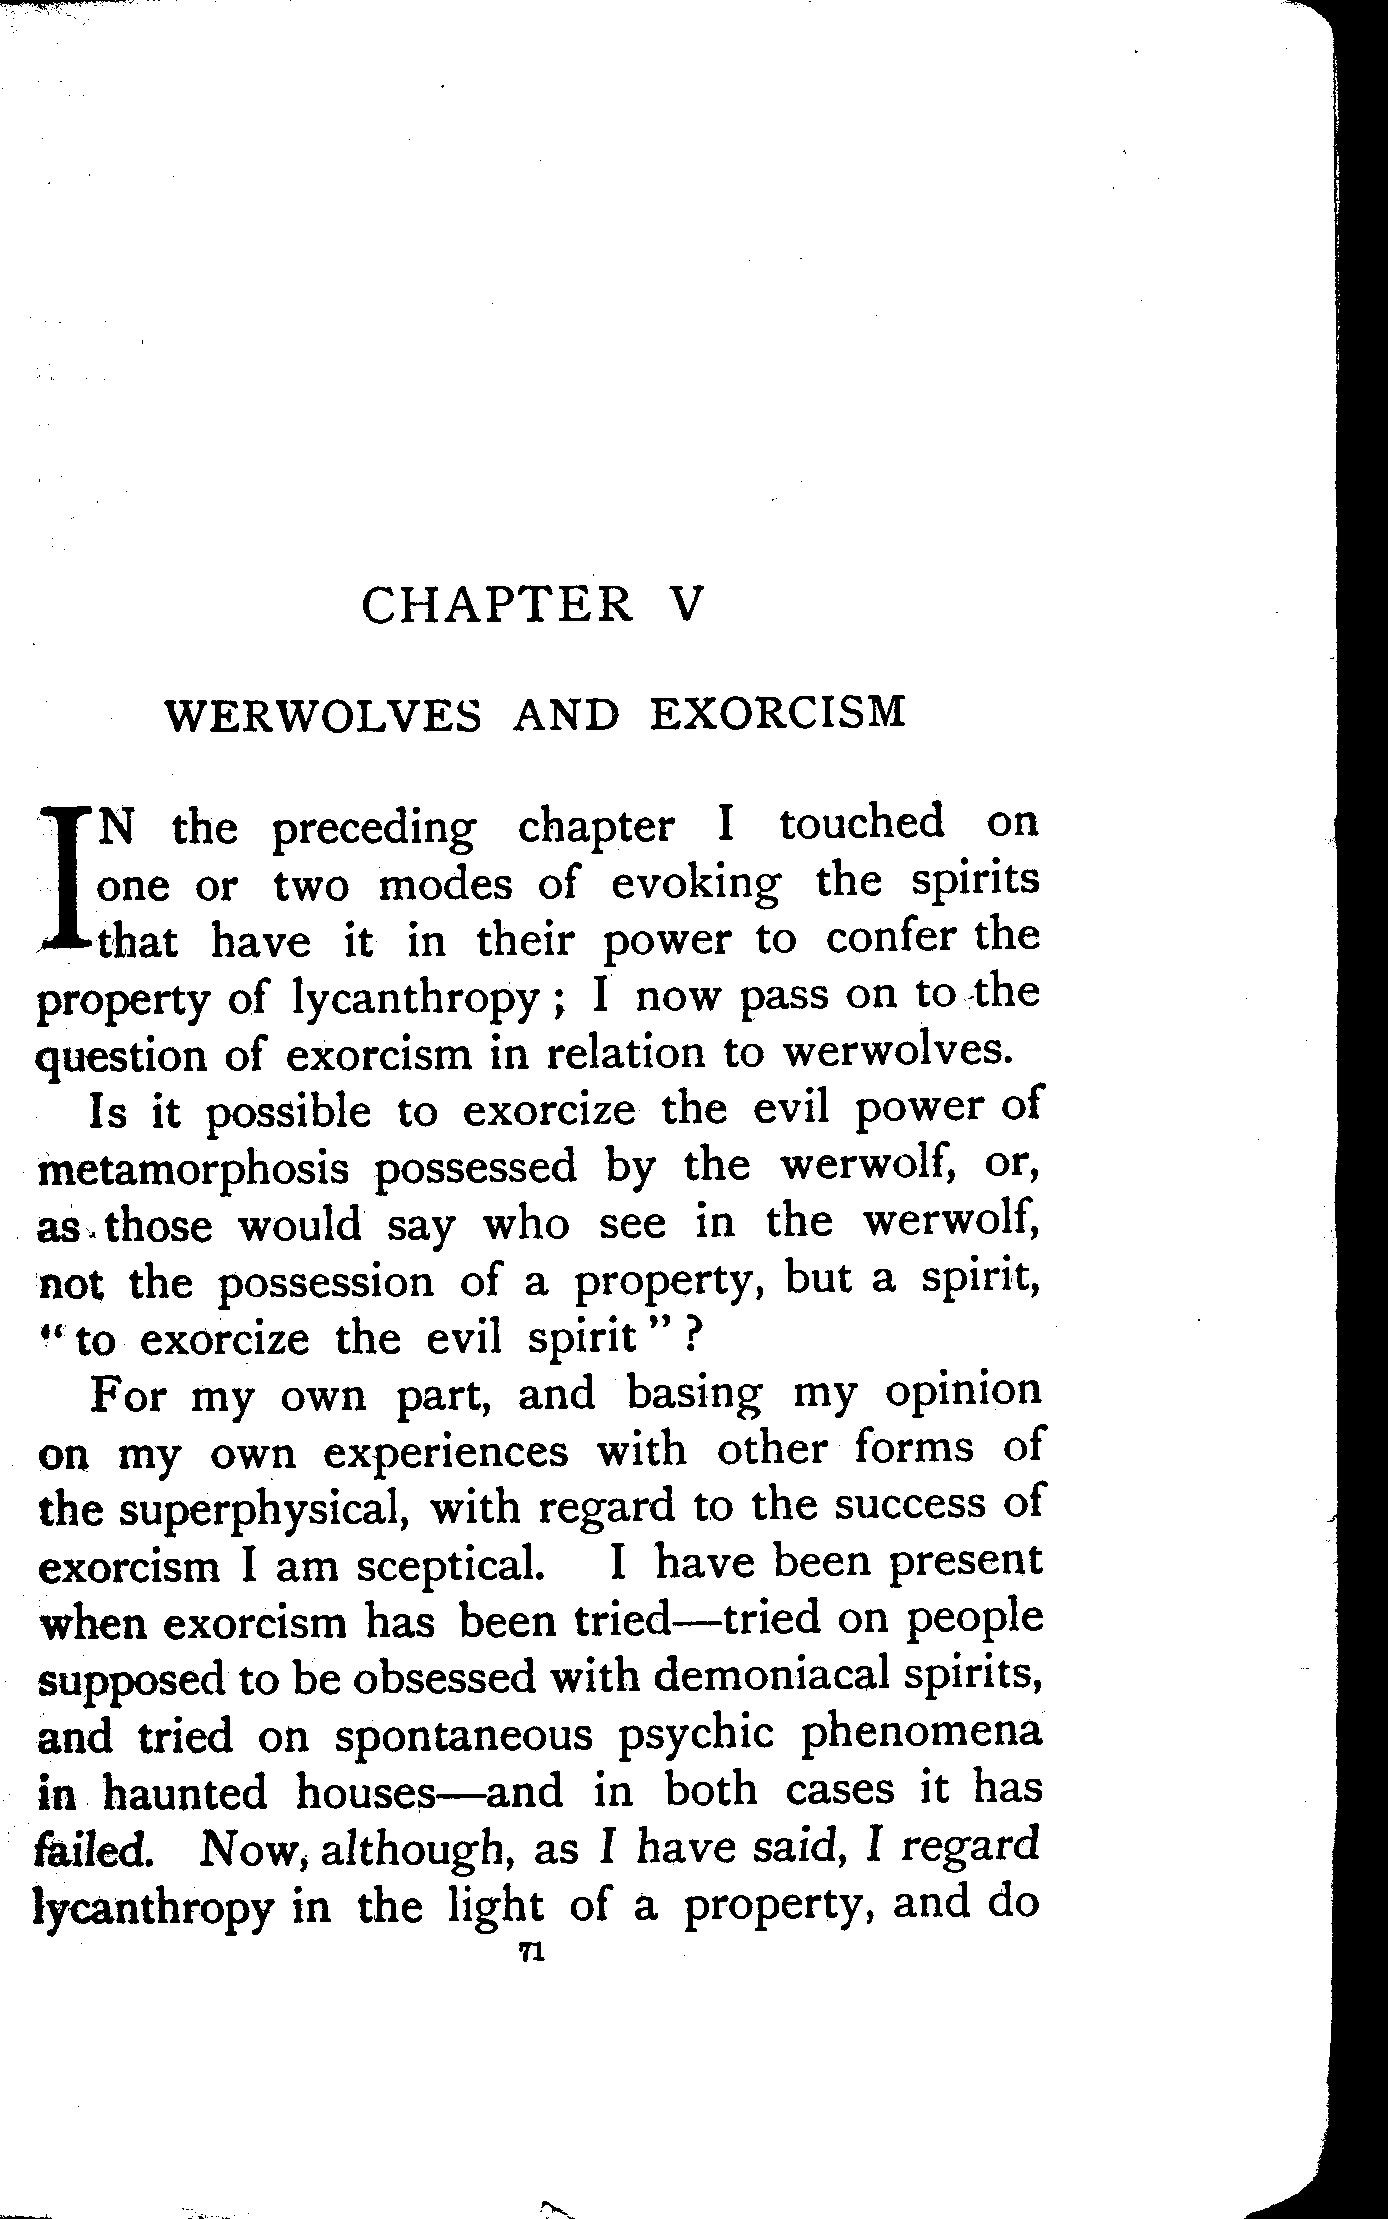 CHAPTER V
WERWOLVES AND EXORCISM
IN the preceding chapter I touched on
one or two modes of evoking the spirits
that have it in their power to confer the
property of lycanthropy ; I now pass on to the
question of exorcism in relation to werwolves.
Is it possible to exorcize the evil power of
metamorphosis possessed by the werwolf, or,
as those would say who see in the werwolf,
not the possession of a property, but a spirit,
“ to exorcize the evil spirit ” ?
For my own part, and basing my opinion
on my own experiences with other forms of
the superphysical, with regard to the success of
exorcism I am sceptical. I have been present
when exorcism has been tried—tried on people
supposed to be obsessed with demoniacal spirits,
and tried on spontaneous psychic phenomena
in haunted houses—and in both cases it has
failed. Now, although, as I have said, I regard
lycanthropy in the light of a property, and do
71